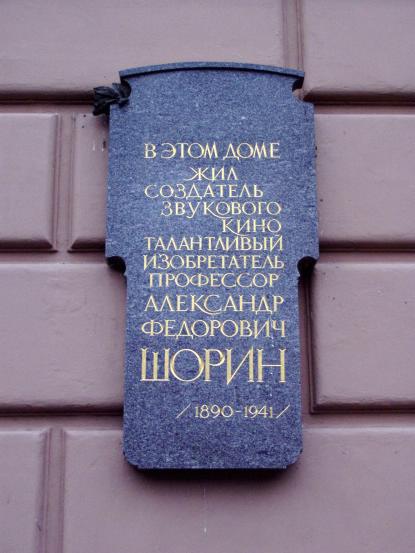 В ЭТОМ ДОМЕ
ЖИЛ
СОЗДАТЕЛЬ
ЗВУКОВОГО
КИНО
ТАЛАНТЛИВЫЙ
ИЗОБРЕТАТЕЛЬ
ПРОФЕССОР
АЛЕКСАНДР
ФЕДОРОВИЧ
ШОРИН
/1890-1941/